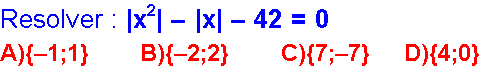 Resolver : |x²| – |x| – 42 = 0
A){–1;1} B){–2;2} C){7;–7} D){4;0}